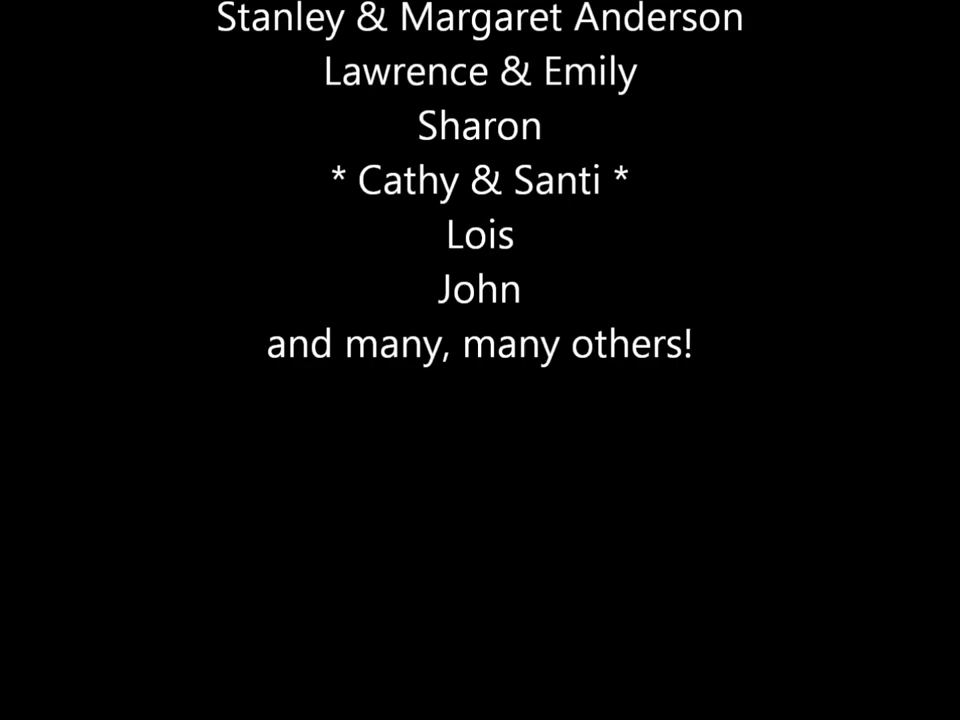 Stanley & Margaret Anderson
Lawrence & Emily
Sharon
* Cathy & Santi *
Lois
John
and many, many others!